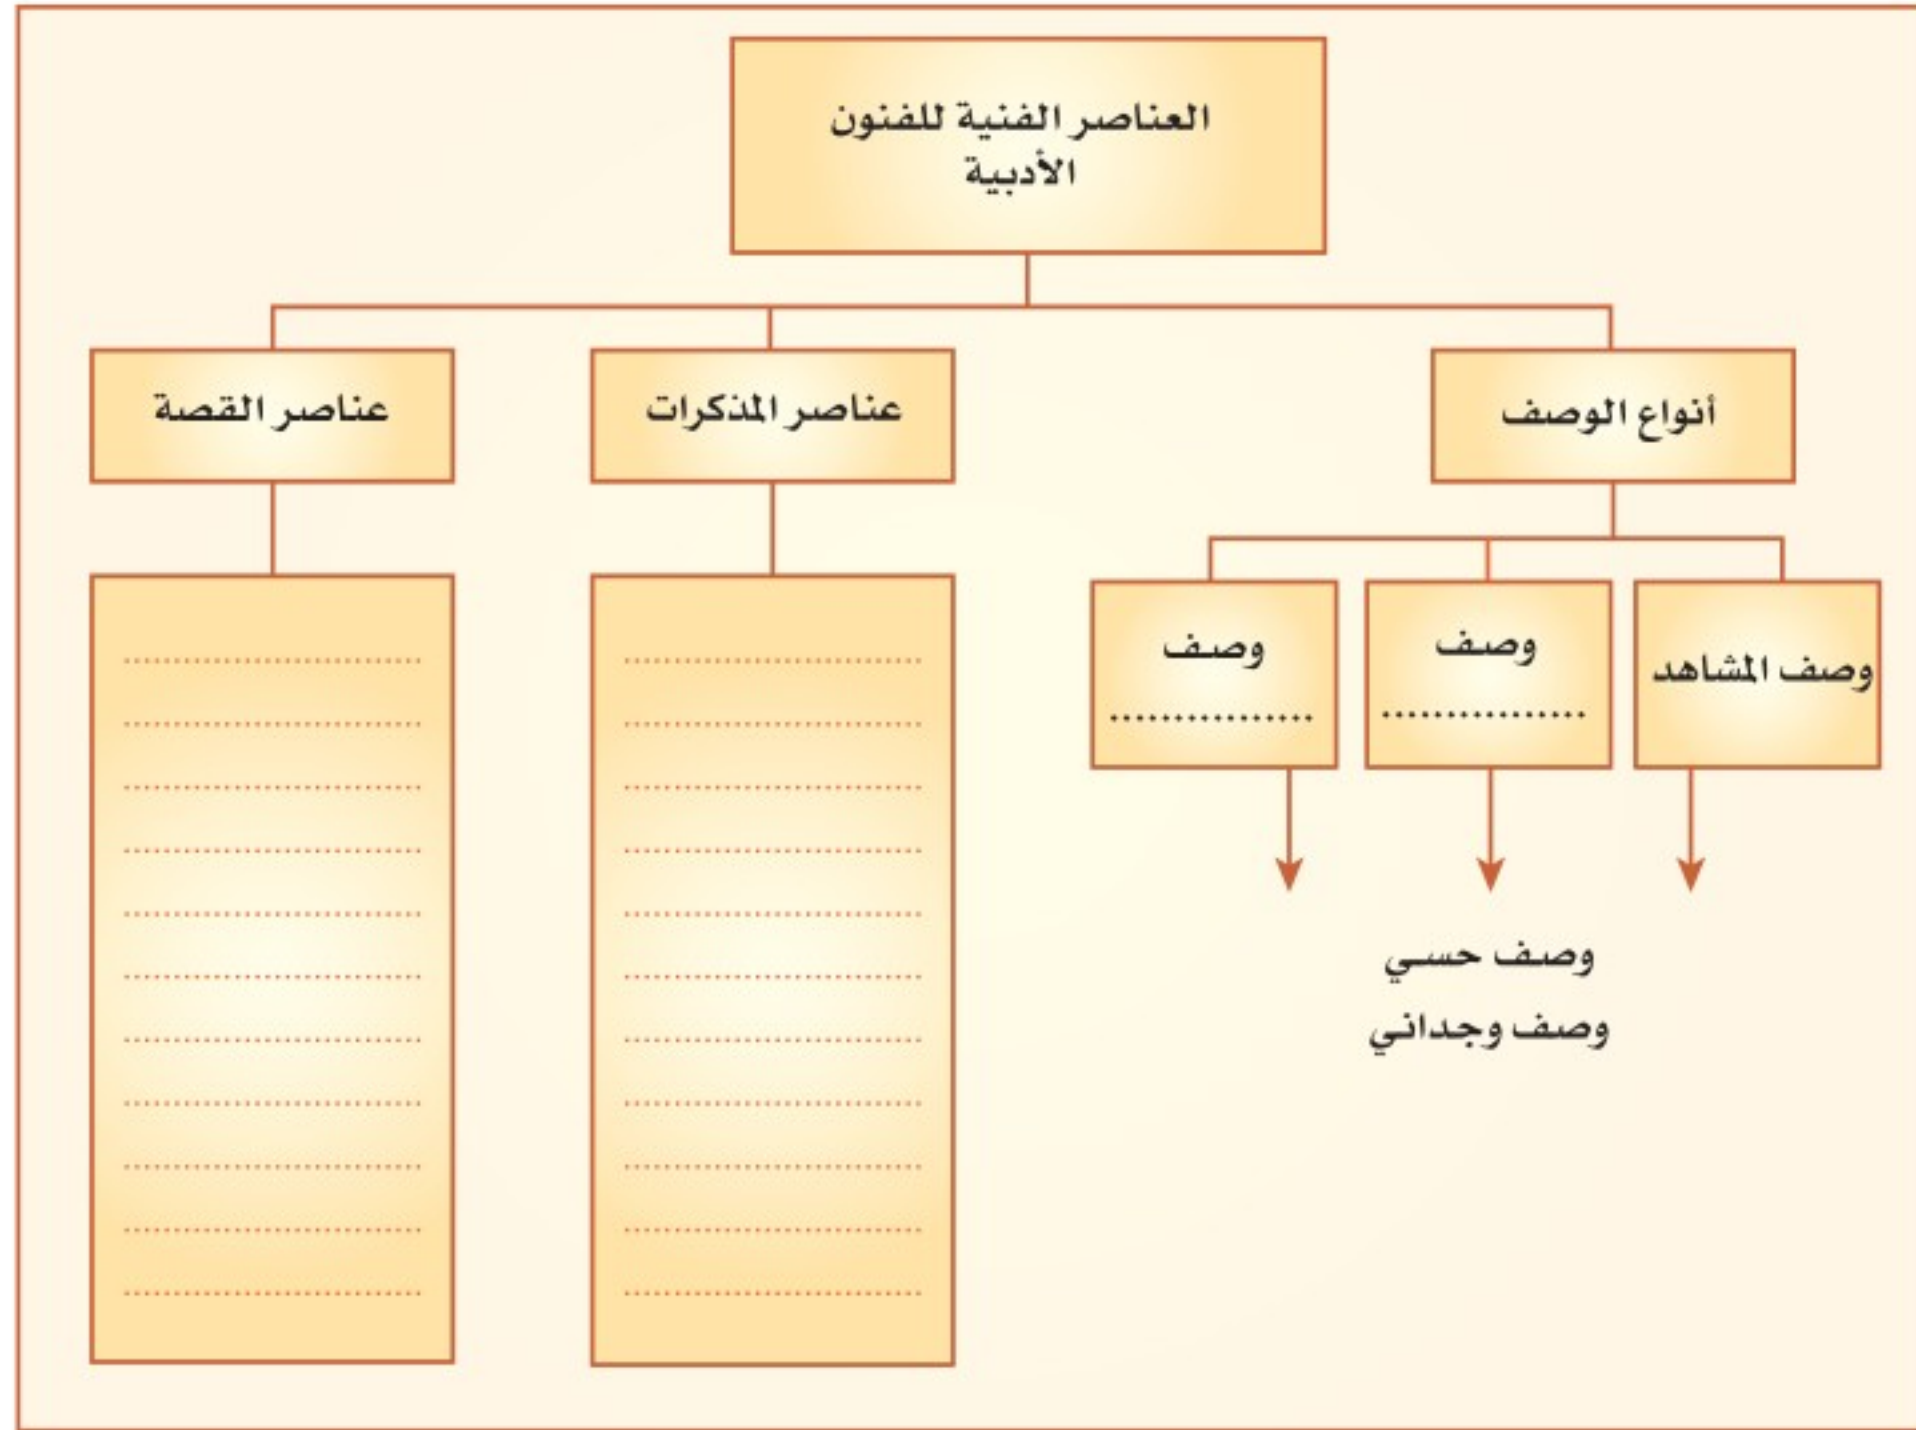 العناصر الفنية للفنون
الأدبية
أنواع الوصف
عناصر المذكرات
عناصر القصة
وصف المشاهد
وصف
................
وصف
................
وصف حسي
وصف وجداني